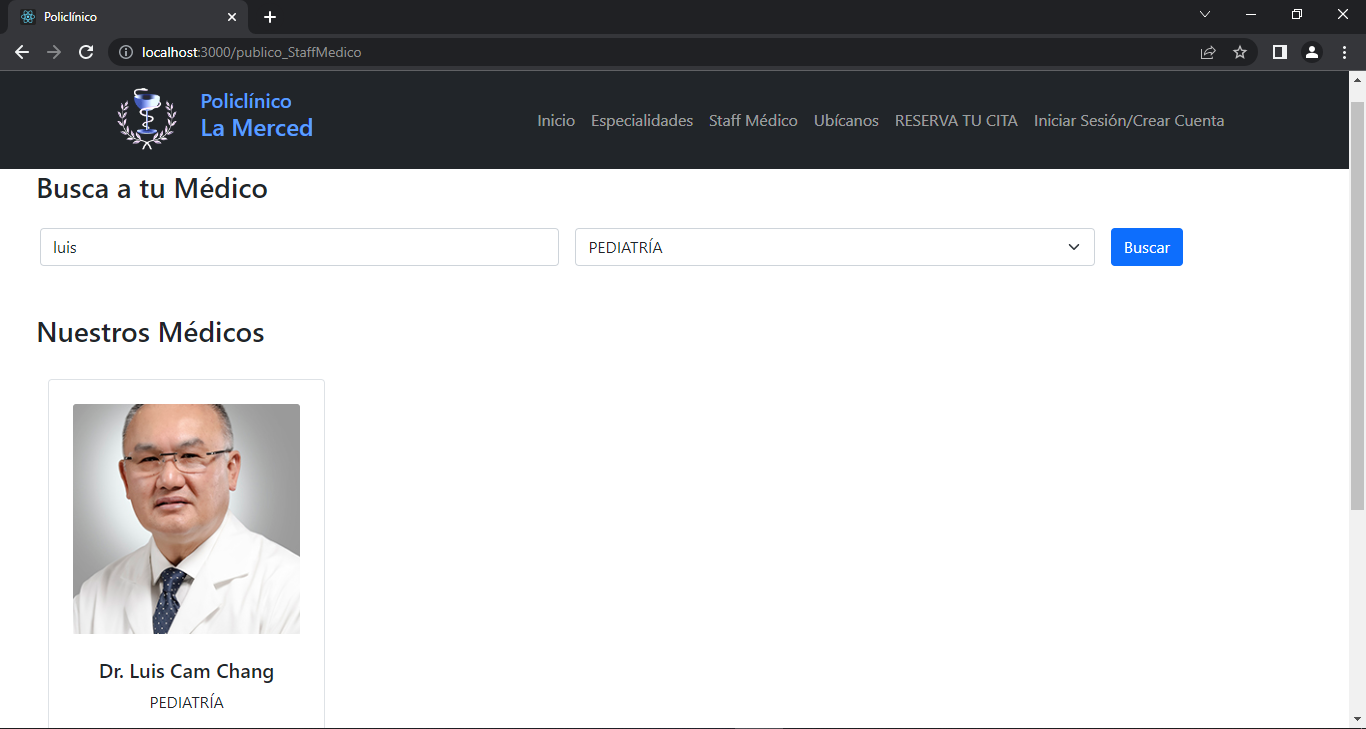 Policlínico
localhost:3000/publico_StaffMedico
Policlínico
La Merced
Inicio Especialidades Staff Médico Ubícanos RESERVA TU CITA Iniciar Sesión/Crear Cuenta
Busca a tu Médico
luis PEDIATRÍA Buscar
Nuestros Médicos
Dr. Luis Cam Chang
PEDIATRÍA